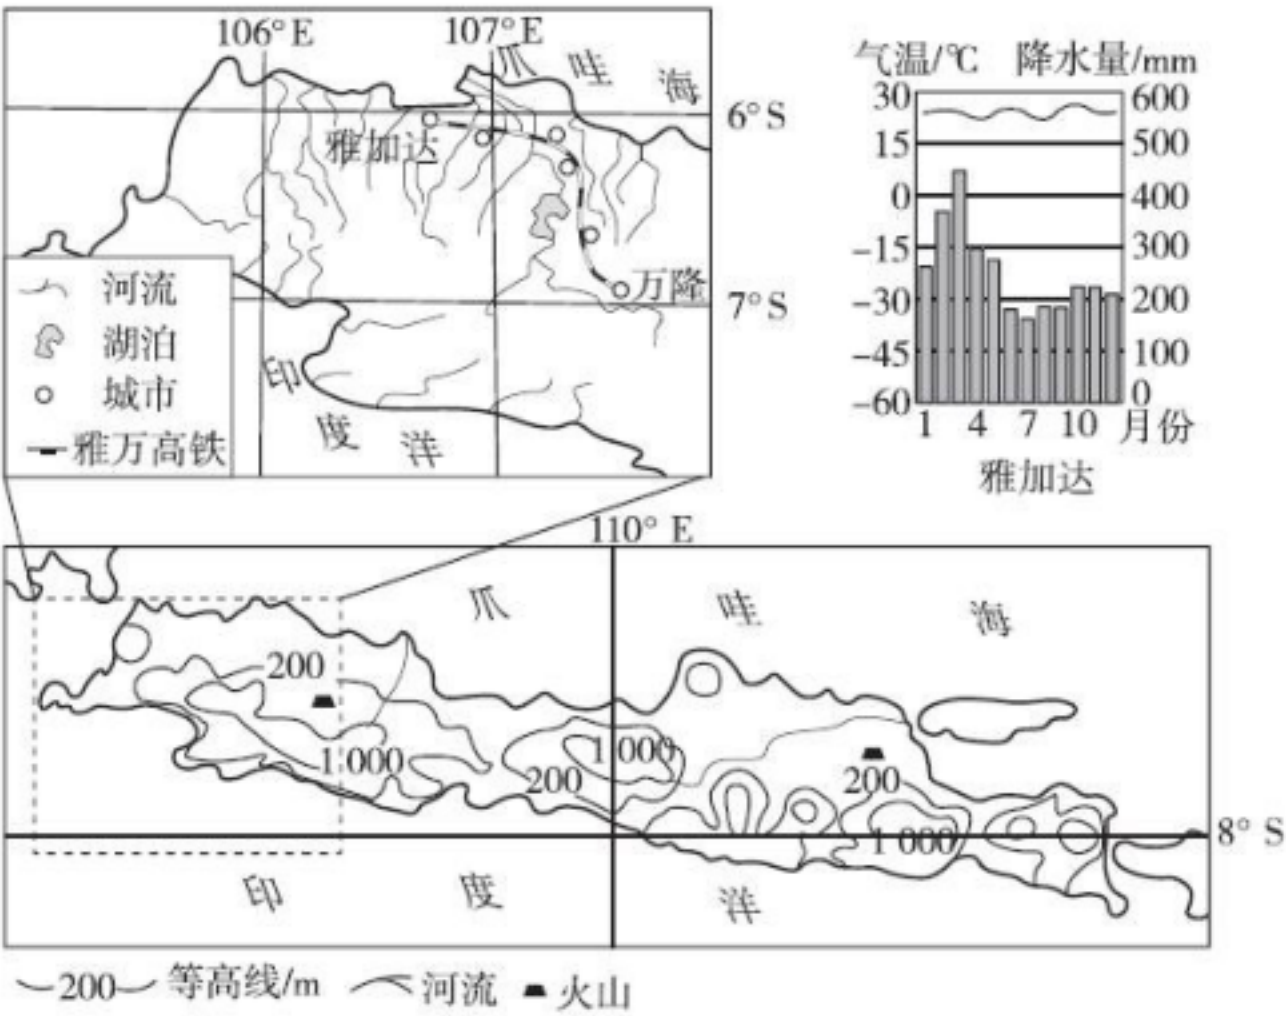 106°E 107°E
爪哇海
6°S
雅加达
万隆
7°S
河流
湖泊
城市
雅万高铁
印度洋
气温/℃ 降水量/mm
30 600
15 500
0 400
-15 300
-30 200
-45 100
-60 0
1 4 7 10 月份
雅加达
110° E
爪哇海
200
1 000
1 000
200
200
1 000
8° S
印度洋
200 等高线/m 河流 火山